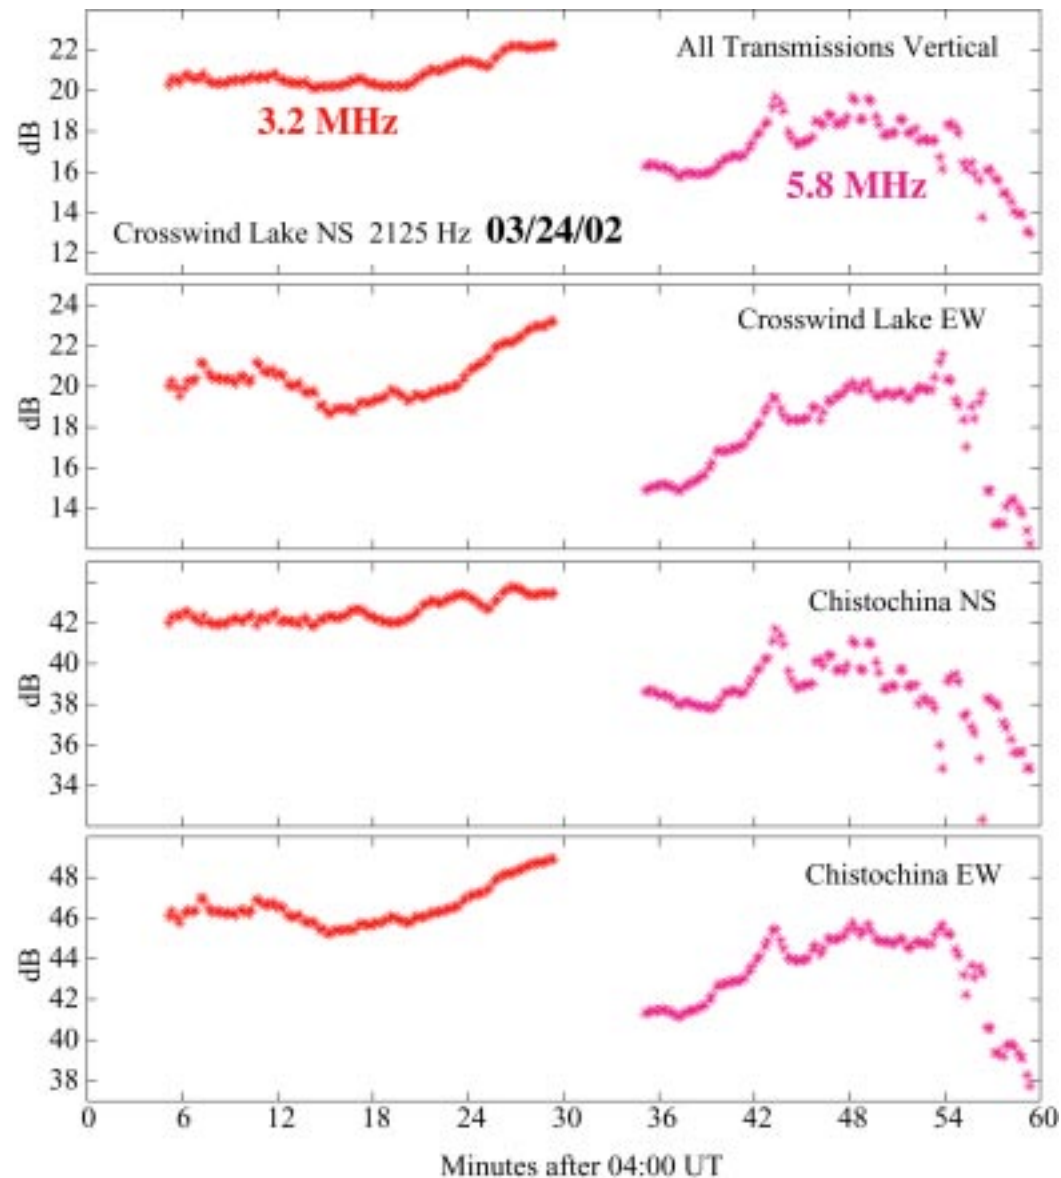 All Transmissions Vertical
22
20
18
16
14
12
dB
3.2 MHz
5.8 MHz
Crosswind Lake NS 2125 Hz 03/24/02
Crosswind Lake EW
24
22
20
18
16
14
dB
Chistochina NS
42
40
38
36
34
dB
Chistochina EW
48
46
44
42
40
38
dB
0 6 12 18 24 30 36 42 48 54 60
Minutes after 04:00 UT